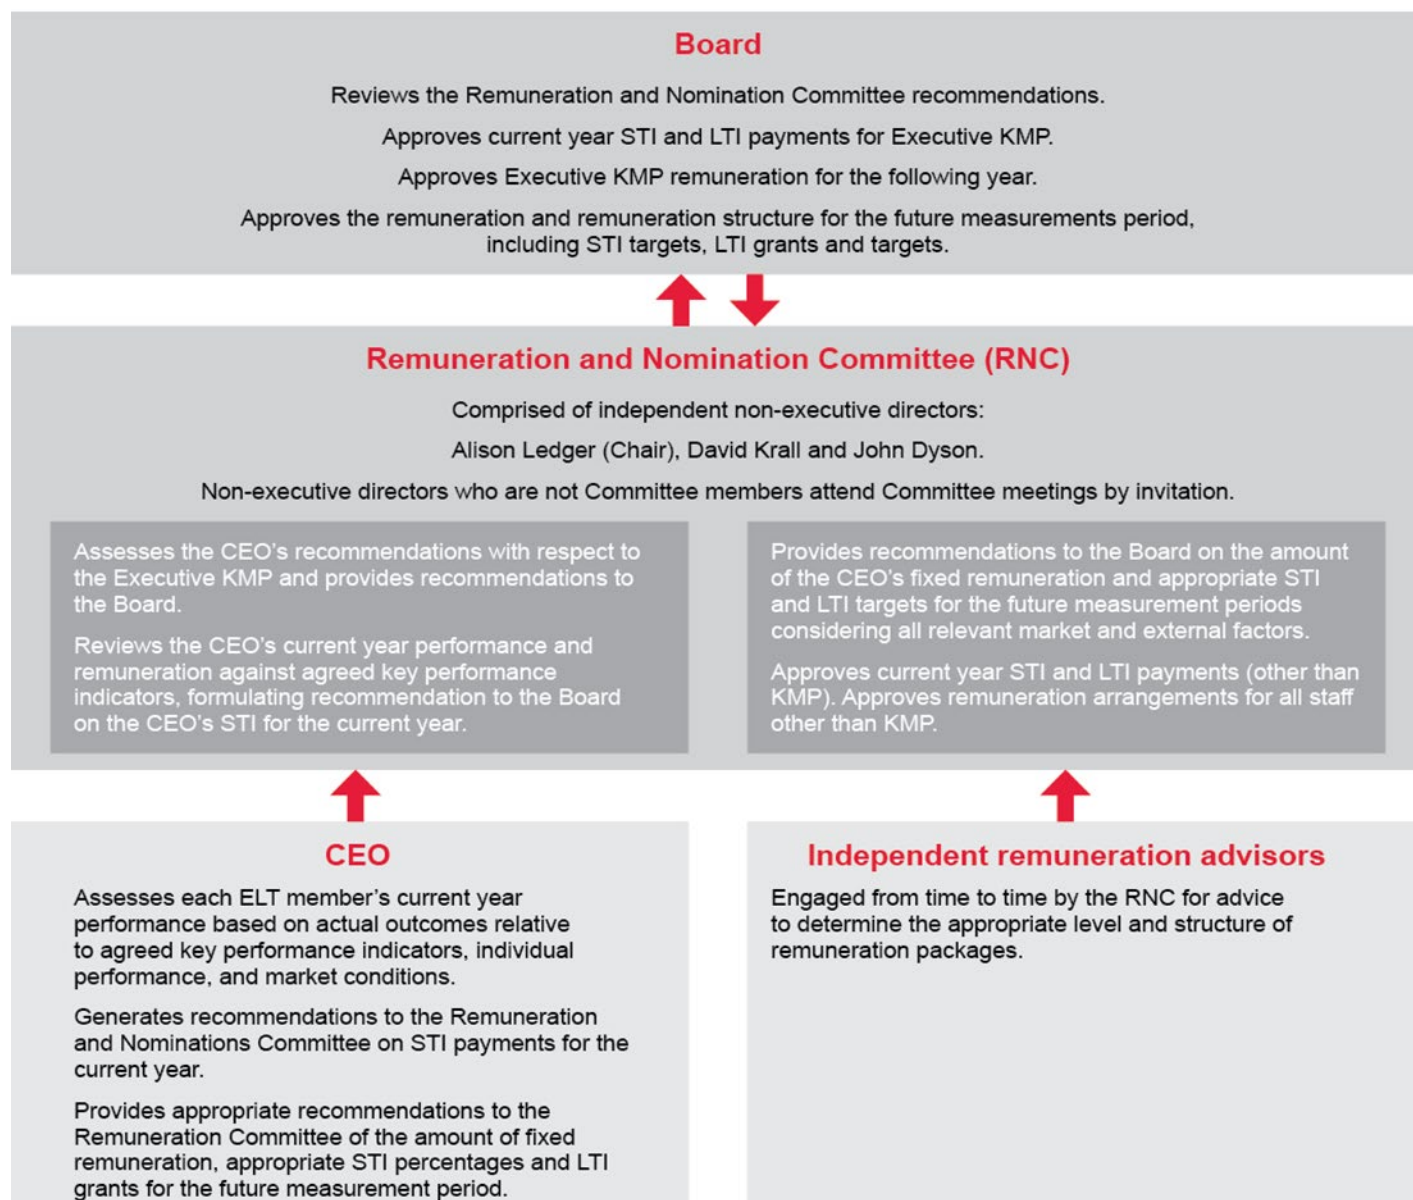 Board
Reviews the Remuneration and Nomination Committee recommendations.
Approves current year STI and LTI payments for Executive KMP.
Approves Executive KMP remuneration for the following year.
Approves the remuneration and remuneration structure for the future measurements period,
including STI targets, LTI grants and targets.
Remuneration and Nomination Committee (RNC)
Comprised of independent non-executive directors:
Alison Ledger (Chair), David Krall and John Dyson.
Non-executive directors who are not Committee members attend Committee meetings by invitation.
Assesses the CEO's recommendations with respect to
the Executive KMP and provides recommendations to
the Board.
Reviews the CEO's current year performance and
remuneration against agreed key performance
indicators, formulating recommendation to the Board
on the CEO's STI for the current year.
Provides recommendations to the Board on the amount
of the CEO's fixed remuneration and appropriate STI
and LTI targets for the future measurement periods
considering all relevant market and external factors.
Approves current year STI and LTI payments (other than
KMP). Approves remuneration arrangements for all staff
other than KMP.
CEO
Assesses each ELT member's current year
performance based on actual outcomes relative
to agreed key performance indicators, individual
performance, and market conditions.
Generates recommendations to the Remuneration
and Nominations Committee on STI payments for the
current year.
Provides appropriate recommendations to the
Remuneration Committee of the amount of fixed
remuneration, appropriate STI percentages and LTI
grants for the future measurement period.
Independent remuneration advisors
Engaged from time to time by the RNC for advice
to determine the appropriate level and structure of
remuneration packages.